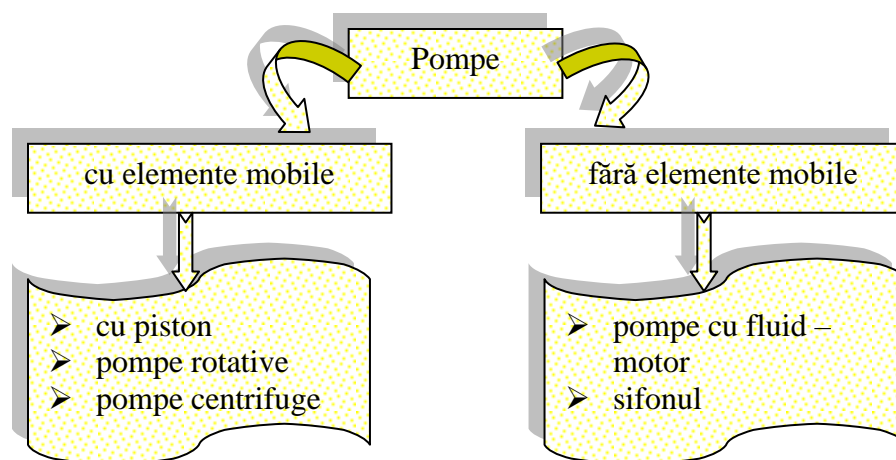 Pompe
cu elemente mobile
fără elemente mobile
➢ cu piston
➢ pompe rotative
➢ pompe centrifuge
➢ pompe cu fluid –
motor
➢ sifonul